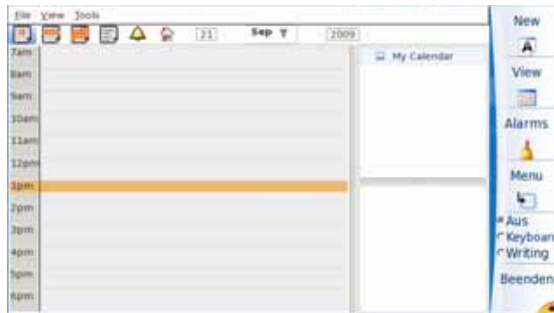 File View Tools
21 Sep 2009
7am
8am
9am
10am
11am
12pm
1pm
2pm
3pm
4pm
5pm
6pm
My Calendar
New
A
View
Alarms
Menu
Aus
Keyboar
Writing
Beenden